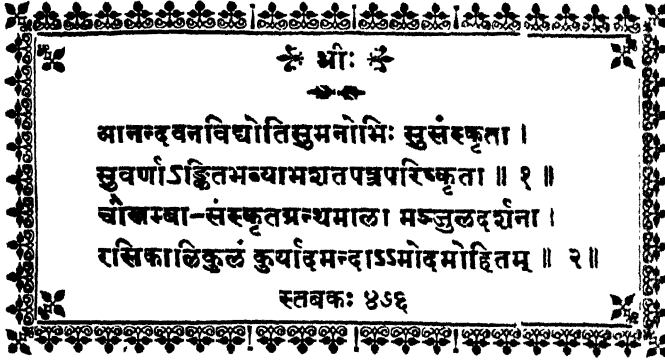 श्रीः
आनन्दवनविद्योतिसुमनोभिः सुसंस्कृता ।
सुवर्णाऽङ्कितभव्याभशतपत्रपरिष्कृता ॥ १ ॥
चौखम्बा-संस्कृतग्रन्थमाला मञ्जुलदर्शना ।
रसिकालिकुलं कुर्यादमन्दाऽऽमोदमोहितम् ॥ २॥
स्तबकः ४७६